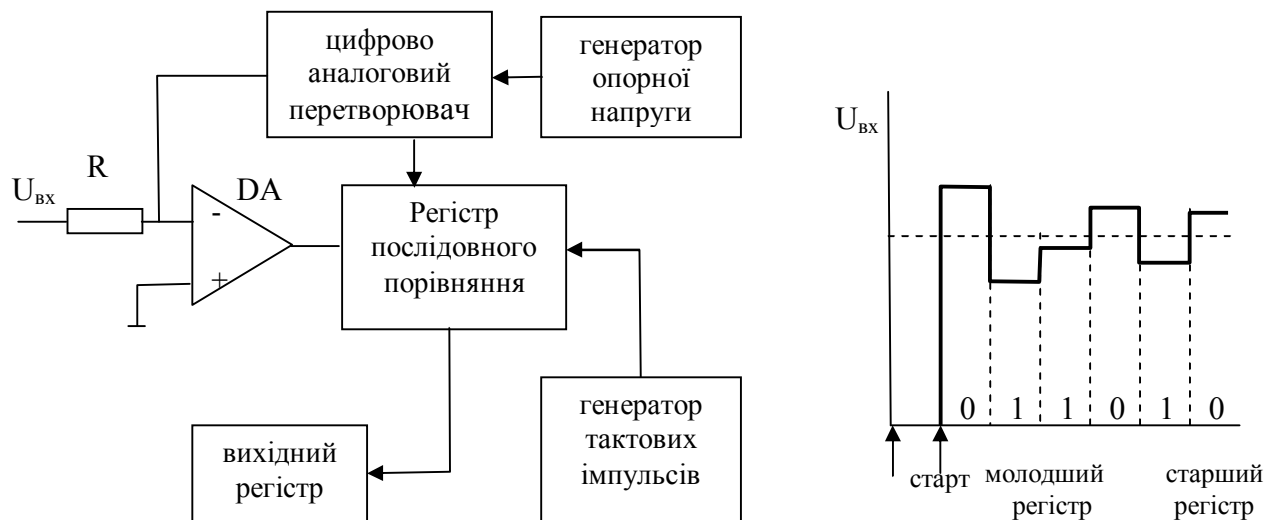 цифрово
аналоговий
перетворювач
генератор
опорної
напруги
R
Uвх
DA
-
+
Регістр
послідовного
порівняння
вихідний
регістр
генератор
тактових
імпульсів
Uвх
0 1 1 0 1 0
старт
молодший
регістр
старший
регістр